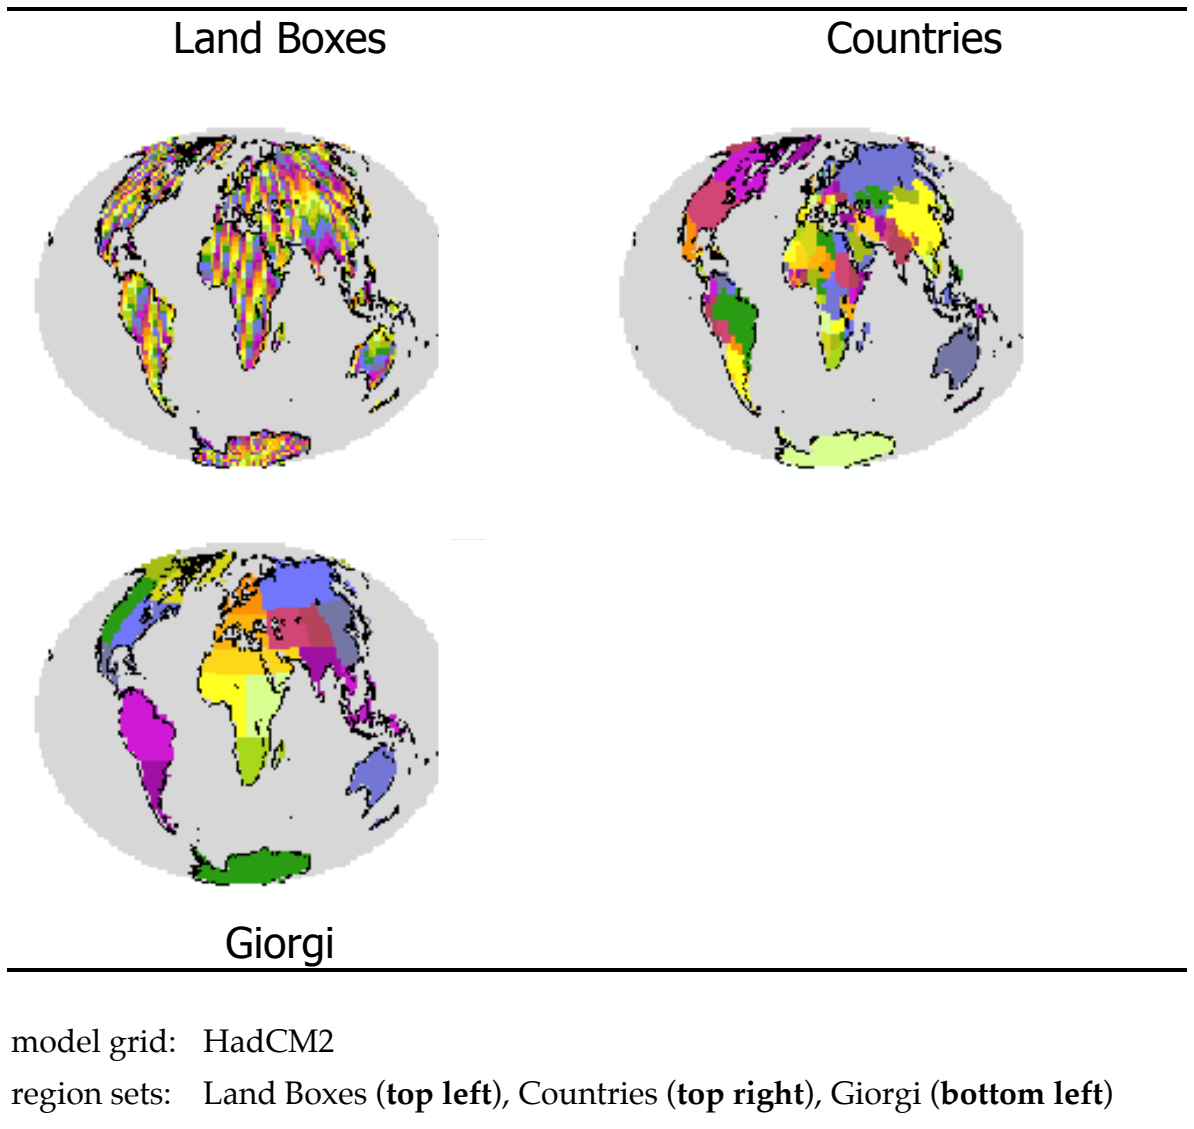 Land Boxes
Countries
Giorgi
model grid: HadCM2
region sets: Land Boxes (top left), Countries (top right), Giorgi (bottom left)